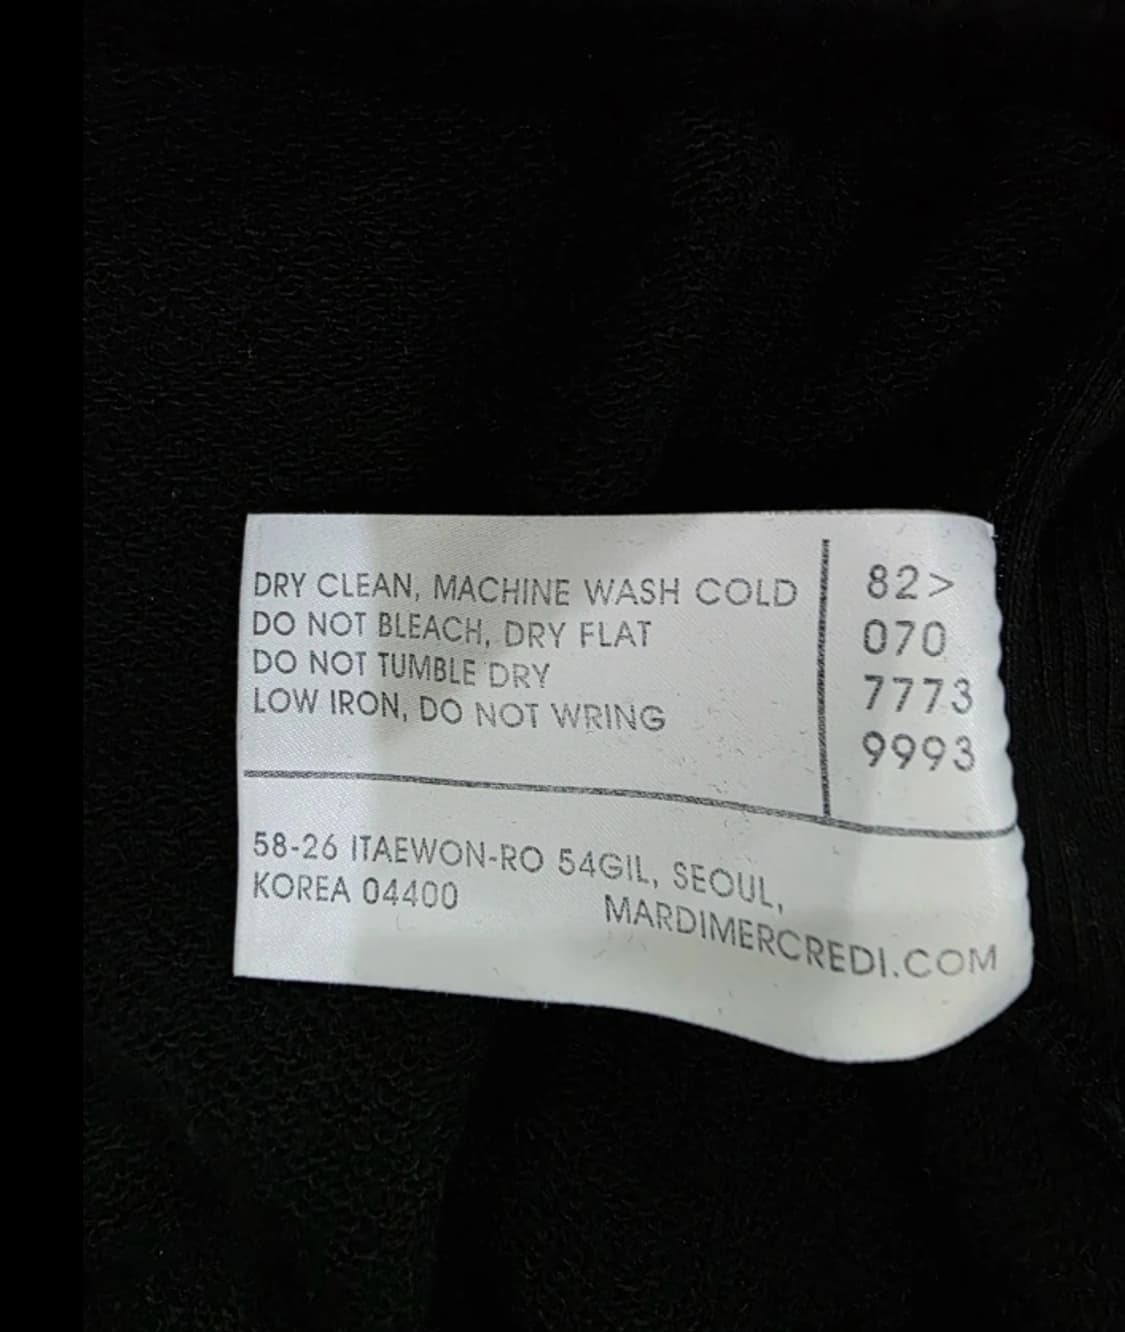 DRY CLEAN, MACHINE WASH COLD
DO NOT BLEACH, DRY FLAT
DO NOT TUMBLE DRY
LOW IRON, DO NOT WRING
82>
070
7773
9993
58-26 ITAEWON-RO 54GIL, SEOUL,
KOREA 04400
MARDIMERCREDI.COM